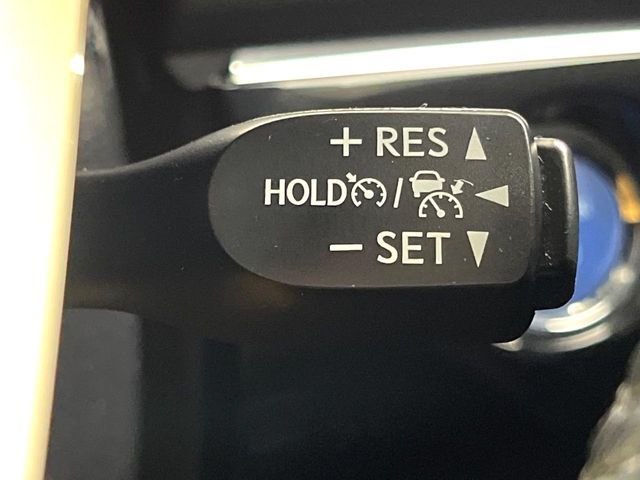 + RES
HOLD /
− SET